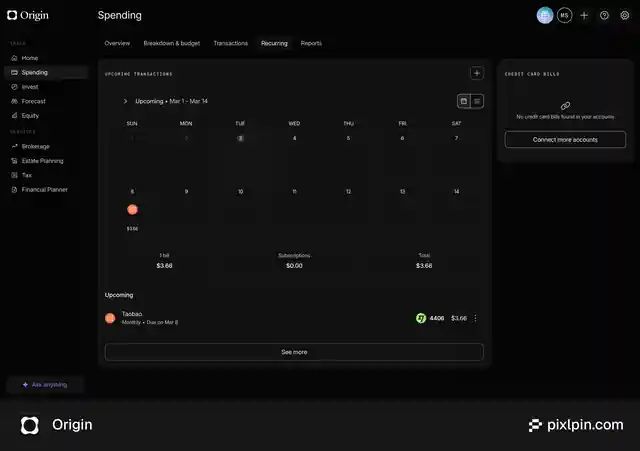 Origin
Spending
MS
TOOLS
Home
Spending
Invest
Forecast
Equity
SERVICES
Brokerage
Estate Planning
Tax
Financial Planner
Ask anything
Overview
Breakdown & budget
Transactions
Recurring
Reports
UPCOMING TRANSACTIONS
Upcoming • Mar 1 - Mar 14
SUN MON TUE WED THU FRI SAT
1 2 3 4 5 6 7
8 9 10 11 12 13 14
$3.66
1 bill
$3.66
Subscriptions
$0.00
Total
$3.66
Upcoming
Taobao
Monthly • Due on Mar 8
4406 $3.66
See more
CREDIT CARD BILLS
No credit card bills found in your accounts.
Connect more accounts
Origin
pixlpin.com